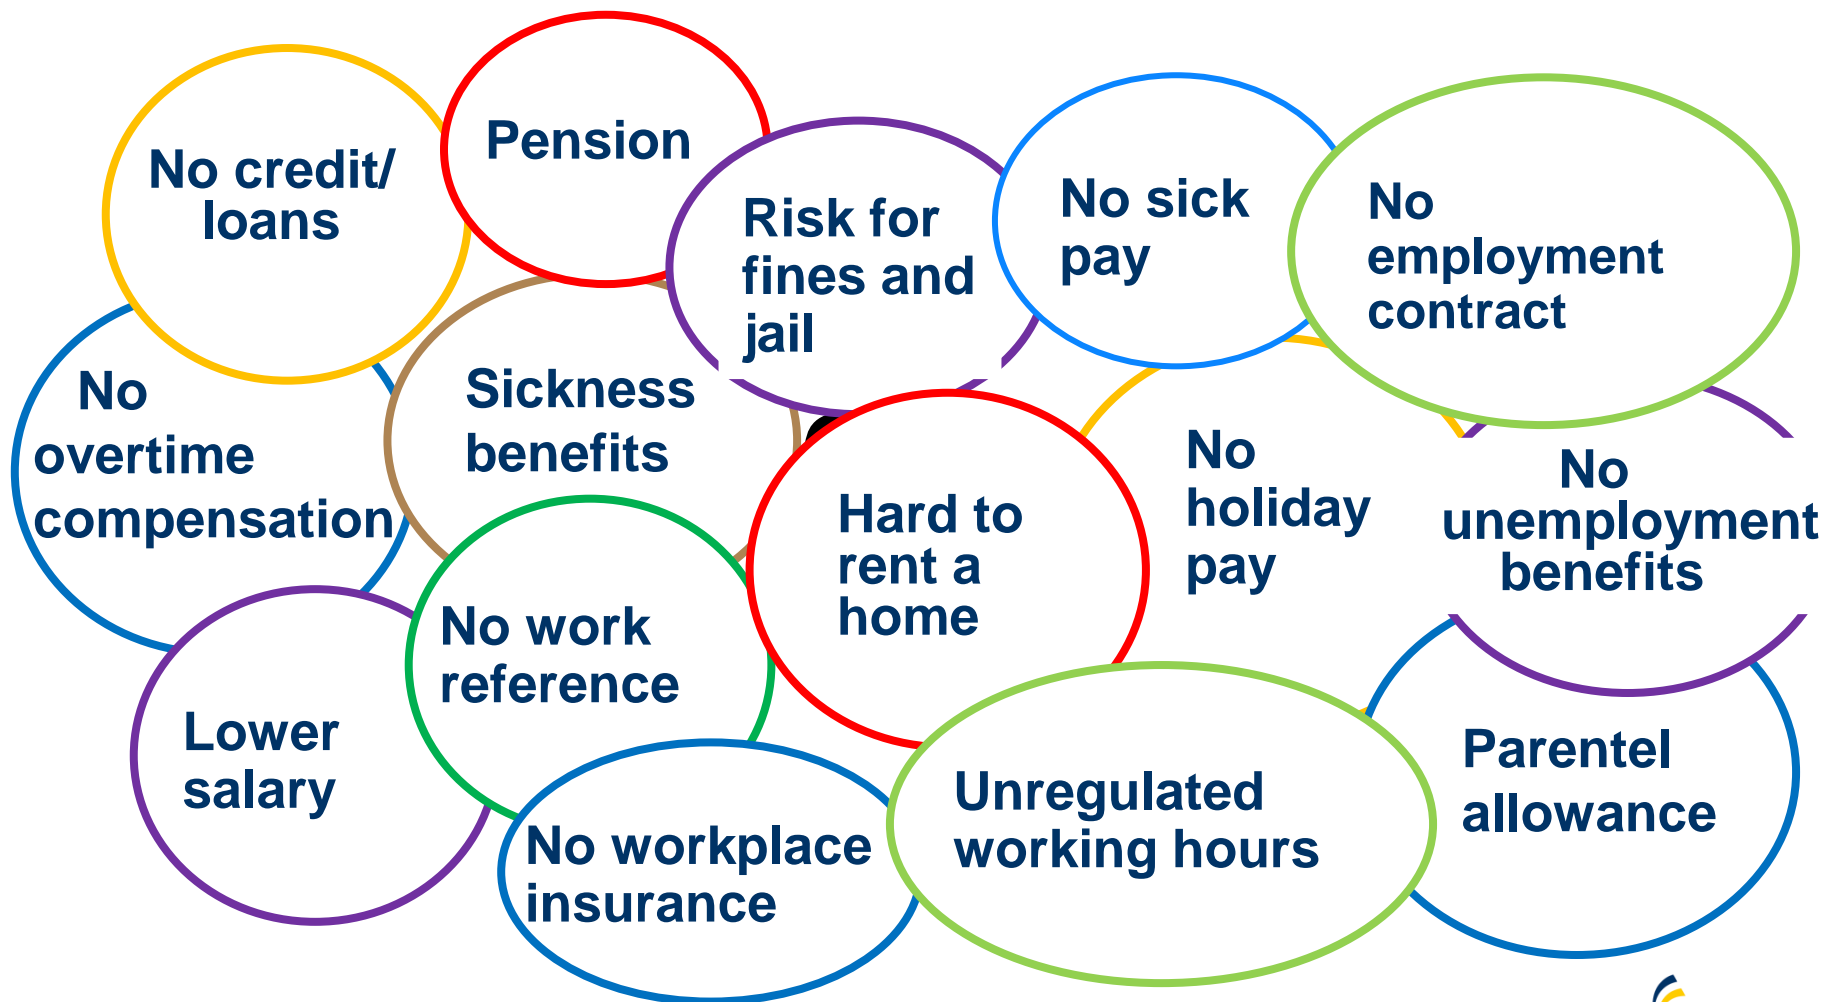 No credit/
loans
Pension
Risk for
fines and
jail
No sick
pay
No
employment
contract
No
overtime
compensation
Sickness
benefits
Hard to
rent a
home
No
holiday
pay
No
unemployment
benefits
Lower
salary
No work
reference
No workplace
insurance
Unregulated
working hours
Parentel
allowance